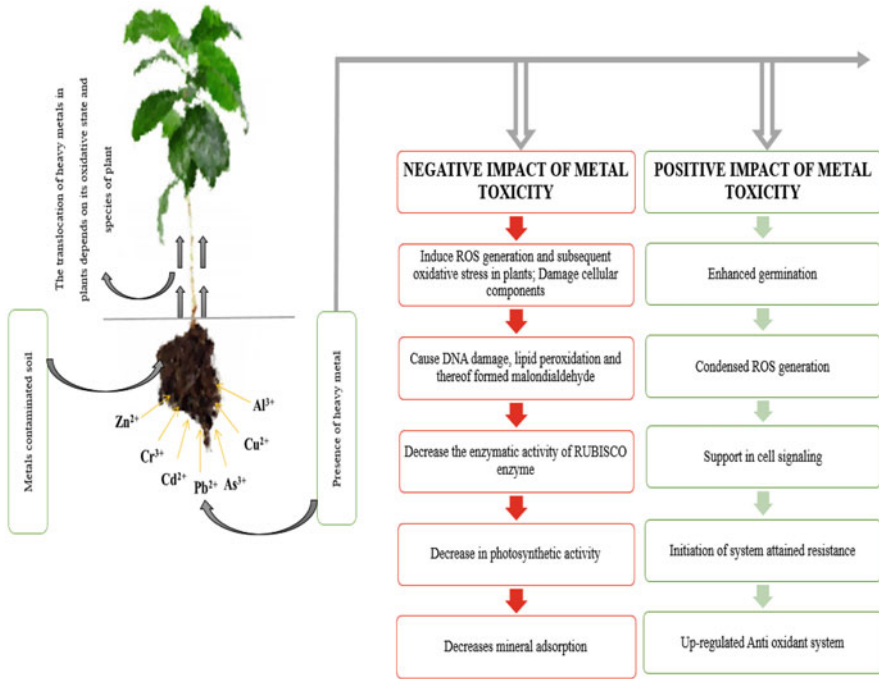 The translocation of heavy metals in
plants depends on its oxidative state and
species of plant
Metals contaminated soil
Zn2+
Cr3+
Cd2+
Pb2+
As3+
Cu2+
Al3+
Presence of heavy metal
NEGATIVE IMPACT OF METAL
TOXICITY
Induce ROS generation and subsequent
oxidative stress in plants; Damage cellular
components
Cause DNA damage, lipid peroxidation and
thereof formed malondialdehyde
Decrease the enzymatic activity of RUBISCO
enzyme
Decrease in photosynthetic activity
Decreases mineral adsorption
POSITIVE IMPACT OF METAL
TOXICITY
Enhanced germination
Condensed ROS generation
Support in cell signaling
Initiation of system attained resistance
Up-regulated Anti oxidant system